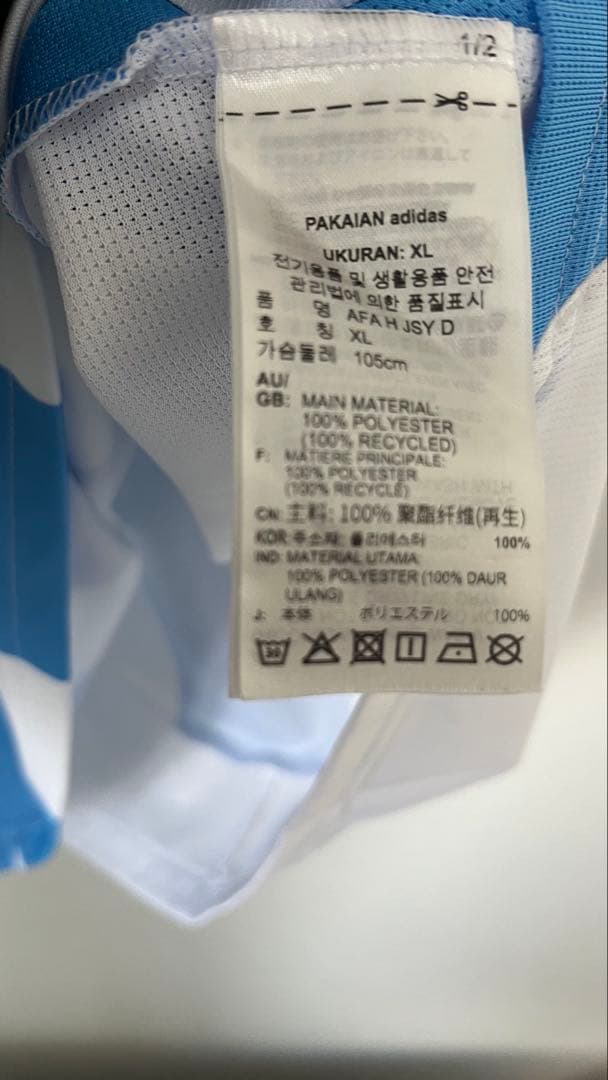 1/2
PAKAIAN adidas
UKURAN: XL
전기용품 및 생활용품 안전
관리법에 의한 품질표시
품 명 AFA H JSY D
호 칭 XL
가슴둘레 105cm
AU/
GB: MAIN MATERIAL:
100% POLYESTER
(100% RECYCLED)
F: MATIERE PRINCIPALE:
100% POLYESTER
(100% RECYCLÉ)
CN: 主料: 100% 聚酯纤维(再生)
KOR: 주소재: 폴리에스터 100%
IND: MATERIAL UTAMA:
100% POLYESTER (100% DAUR
ULANG)
J: 本体 ポリエステル 100%
30